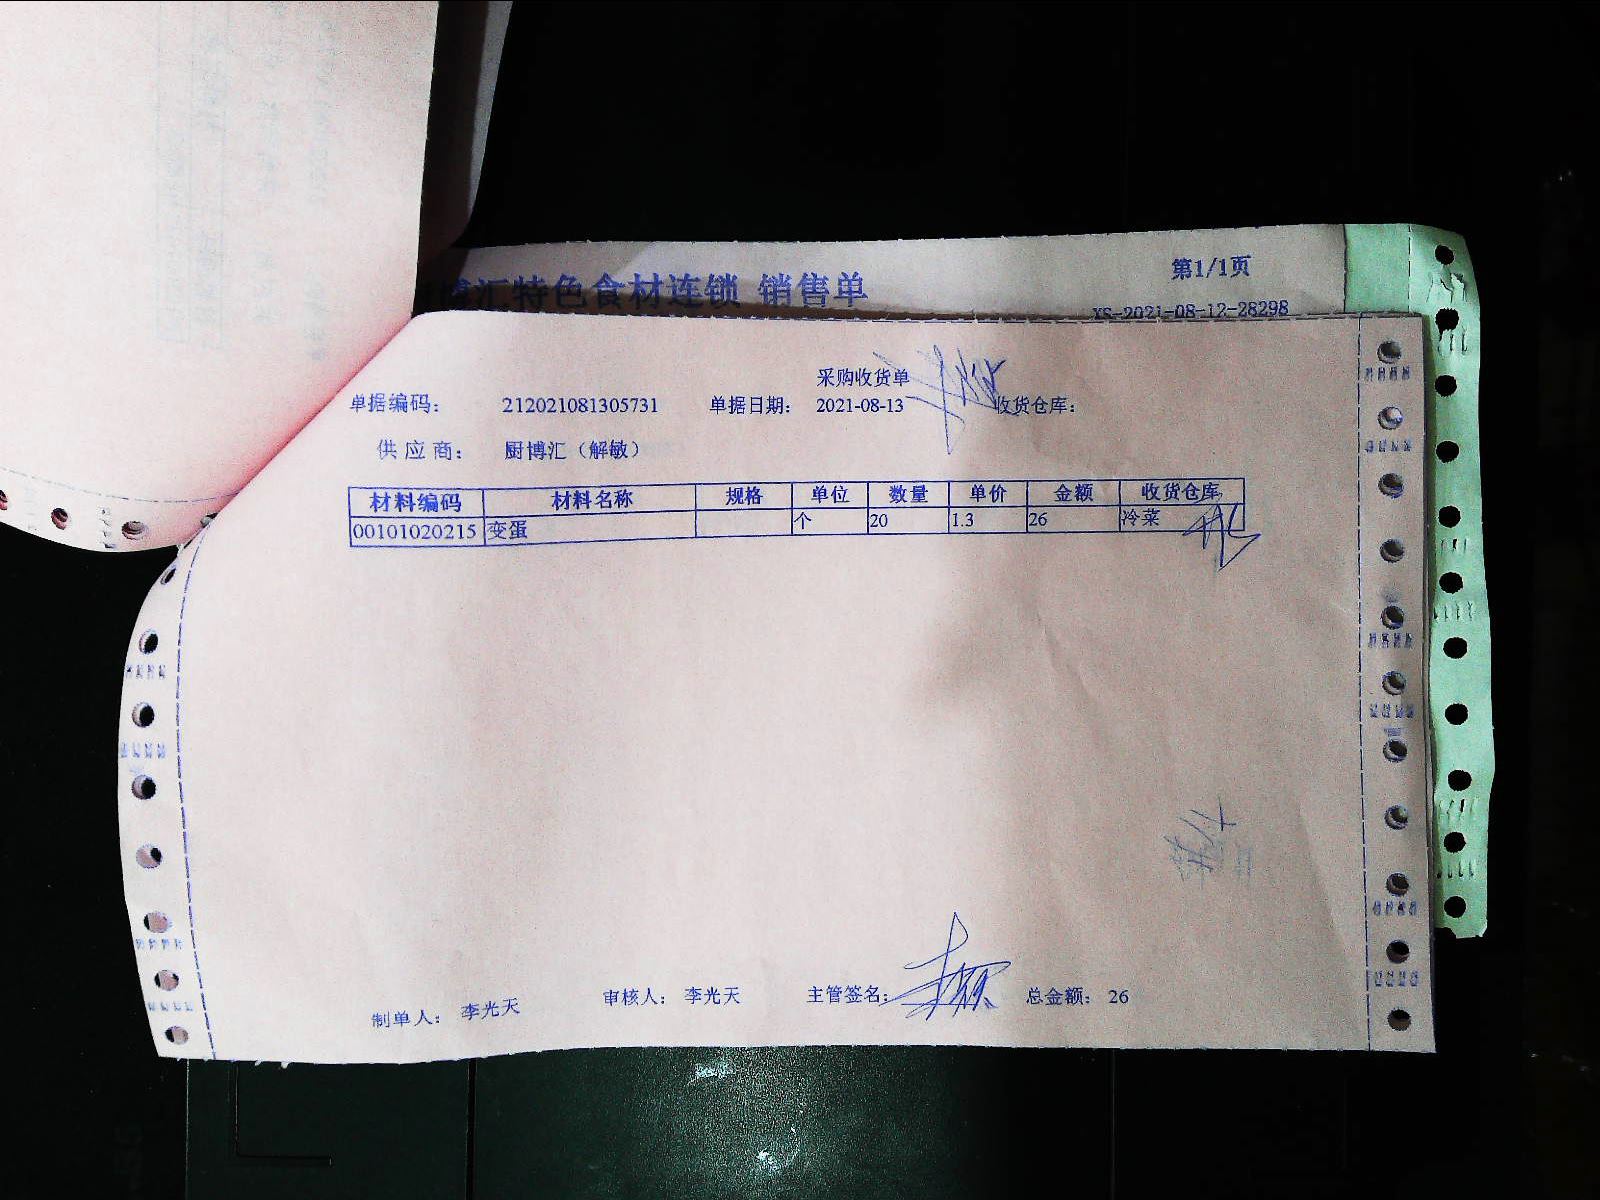 博汇特色食材连锁 销售单
第1/1页
XS-2021-08-12-28298
采购收货单
单据编码： 212021081305731 单据日期： 2021-08-13 收货仓库：
供应商： 厨博汇（解敏）
材料编码 材料名称 规格 单位 数量 单价 金额 收货仓库
00101020215 变蛋 个 20 1.3 26 冷菜
制单人： 李光天 审核人： 李光天 主管签名： 总金额： 26